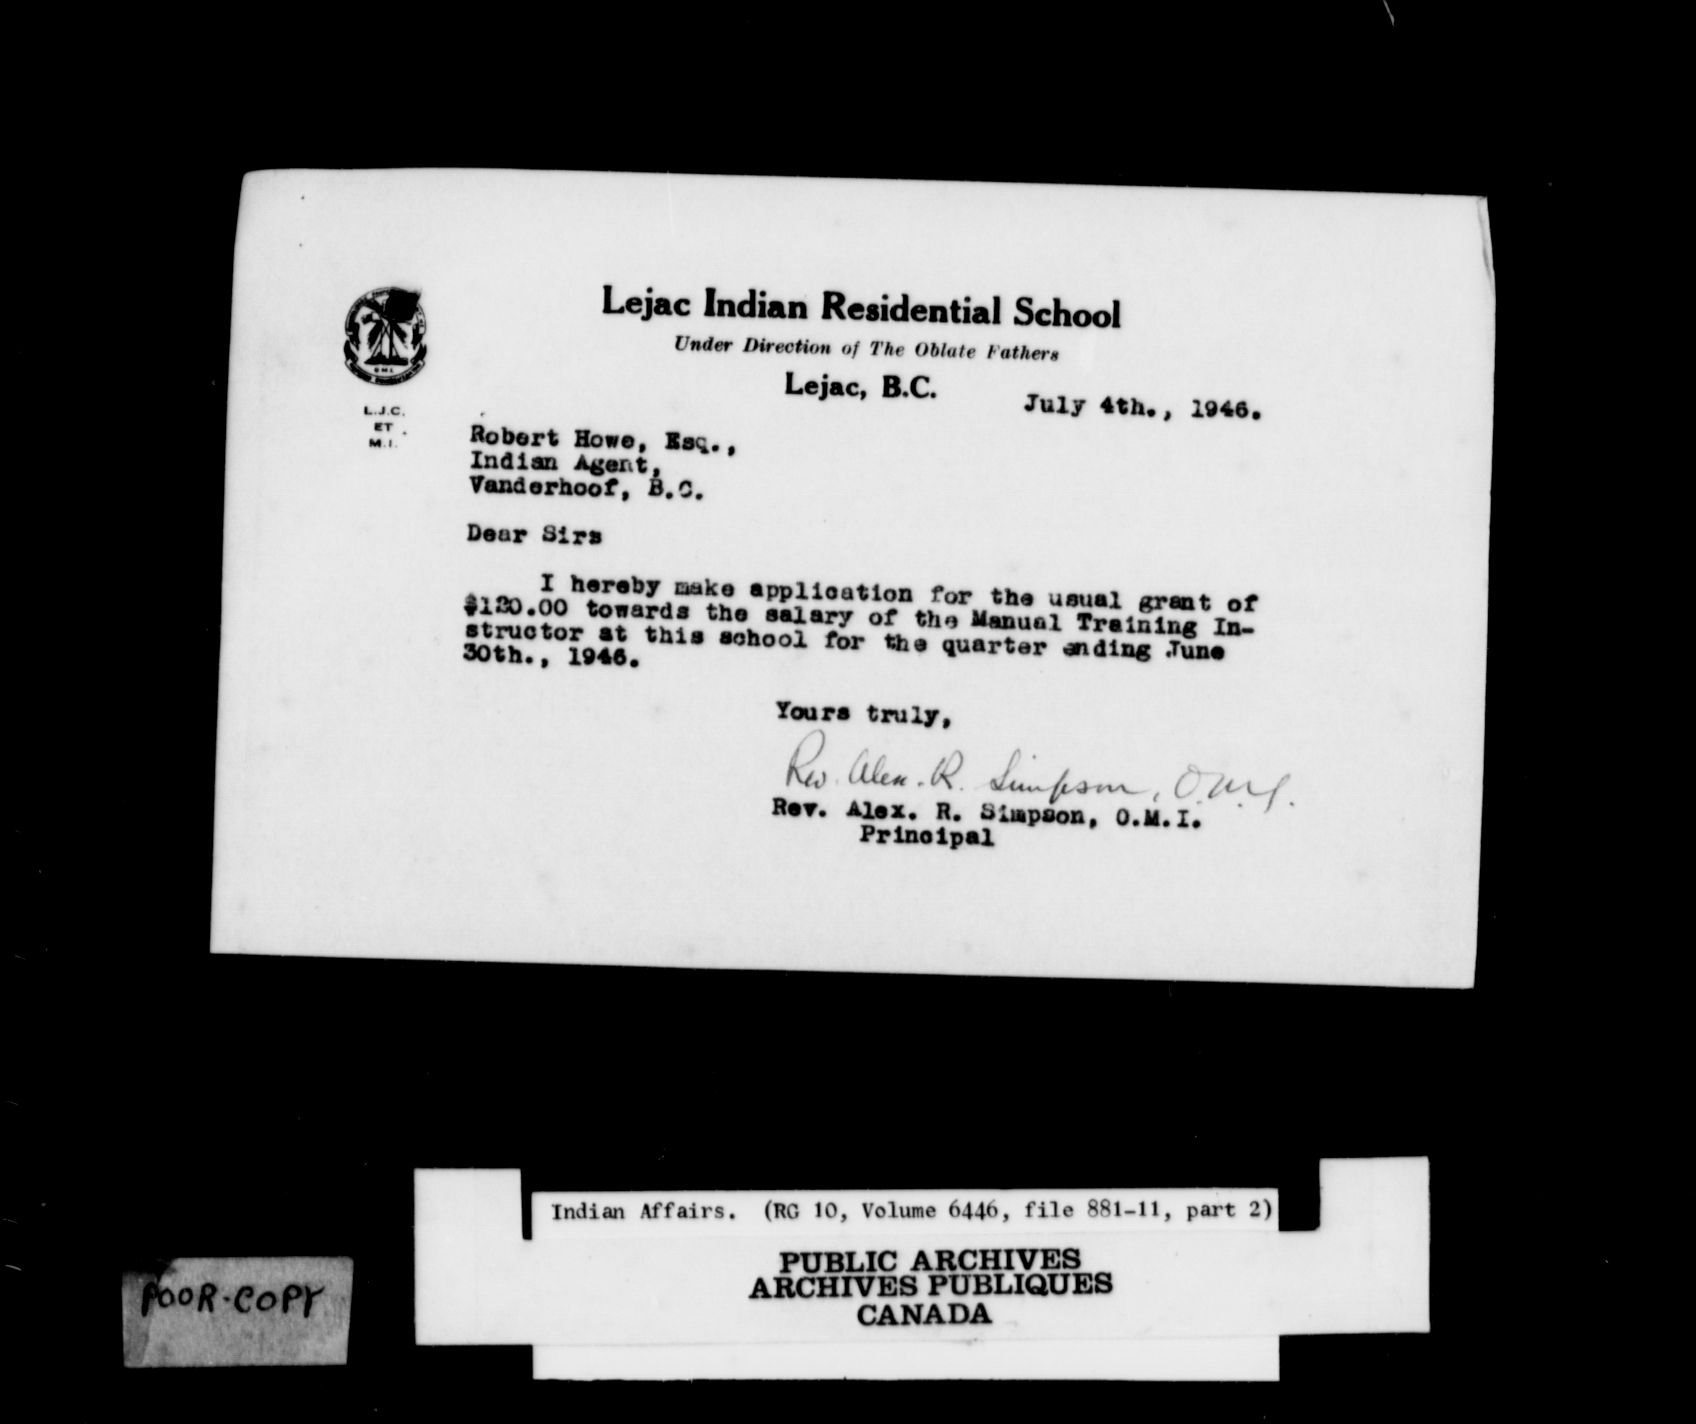 Lejac Indian Residential School
Under Direction of The Oblate Fathers
Lejac, B.C.
July 4th., 1946.
L.J.C.
ET
M.I.
Robert Howe, Esq.,
Indian Agent,
Vanderhoof, B.C.
Dear Sirs
I hereby make application for the usual grant of
$120.00 towards the salary of the Manual Training In-
structor at this school for the quarter ending June
30th., 1946.
Yours truly,
Rev. Alex. R. Simpson, O.M.I.
Rev. Alex. R. Simpson, O.M.I.
Principal
Indian Affairs. (RG 10, Volume 6446, file 881-11, part 2)
PUBLIC ARCHIVES
ARCHIVES PUBLIQUES
CANADA
POOR·COPY